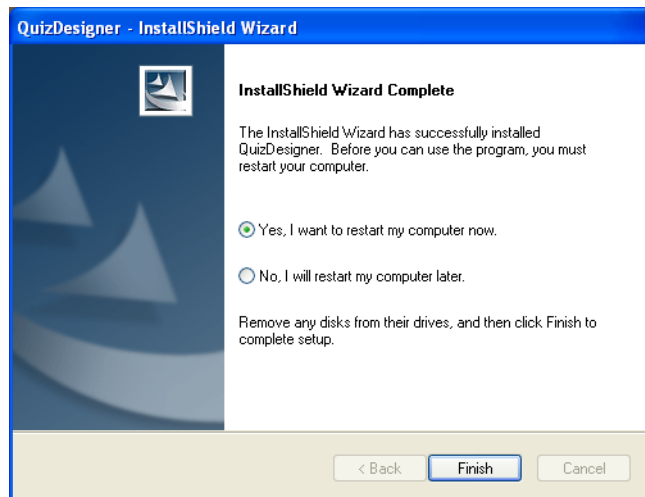 QuizDesigner - InstallShield Wizard
InstallShield Wizard Complete
The InstallShield Wizard has successfully installed
QuizDesigner. Before you can use the program, you must
restart your computer.
Yes, I want to restart my computer now.
No, I will restart my computer later.
Remove any disks from their drives, and then click Finish to
complete setup.
< Back
Finish
Cancel